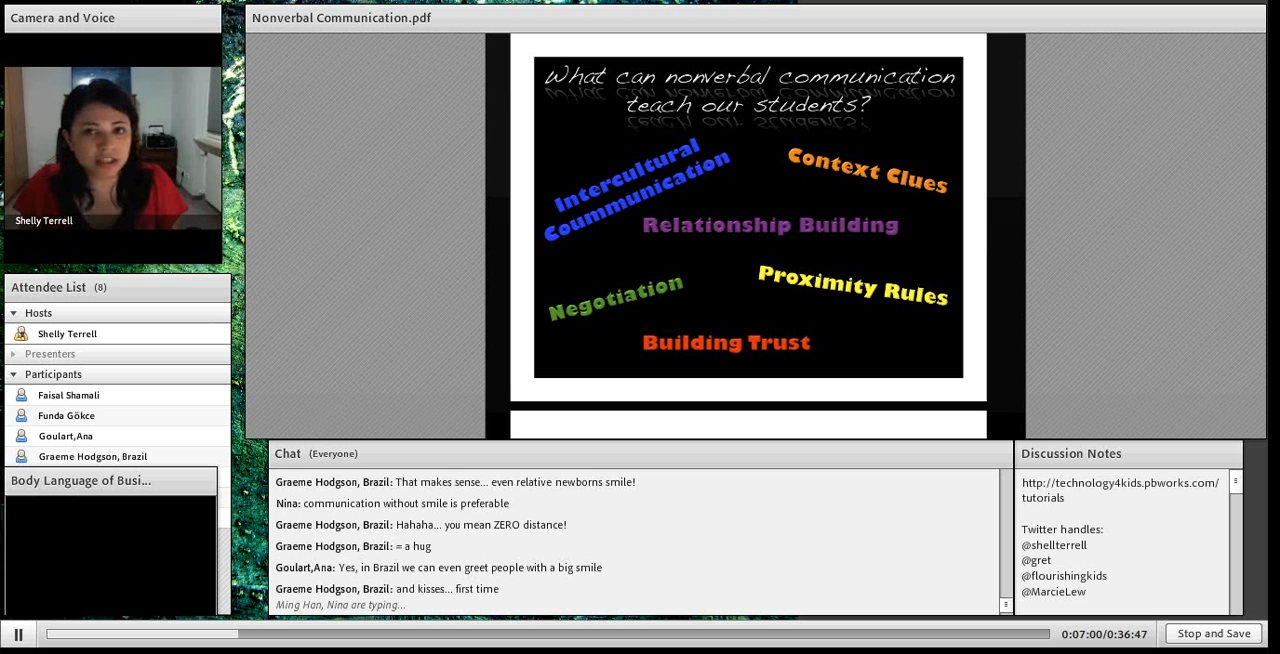 Camera and Voice
Shelly Terrell
Attendee List (8)
Hosts
Shelly Terrell
Presenters
Participants
Faisal Shamali
Funda Gökce
Goulart,Ana
Graeme Hodgson, Brazil
Body Language of Busi...
Nonverbal Communication.pdf
What can nonverbal communication
teach our students?
Intercultural
Coummunication
Context Clues
Relationship Building
Negotiation
Proximity Rules
Building Trust
Chat (Everyone)
Graeme Hodgson, Brazil: That makes sense... even relative newborns smile!
Nina: communication without smile is preferable
Graeme Hodgson, Brazil: Hahaha... you mean ZERO distance!
Graeme Hodgson, Brazil: = a hug
Goulart,Ana: Yes, in Brazil we can even greet people with a big smile
Graeme Hodgson, Brazil: and kisses... first time
Ming Han, Nina are typing...
Discussion Notes
http://technology4kids.pbworks.com/
tutorials
Twitter handles:
@shellterrell
@gret
@flourishingkids
@MarcieLew
0:07:00/0:36:47
Stop and Save